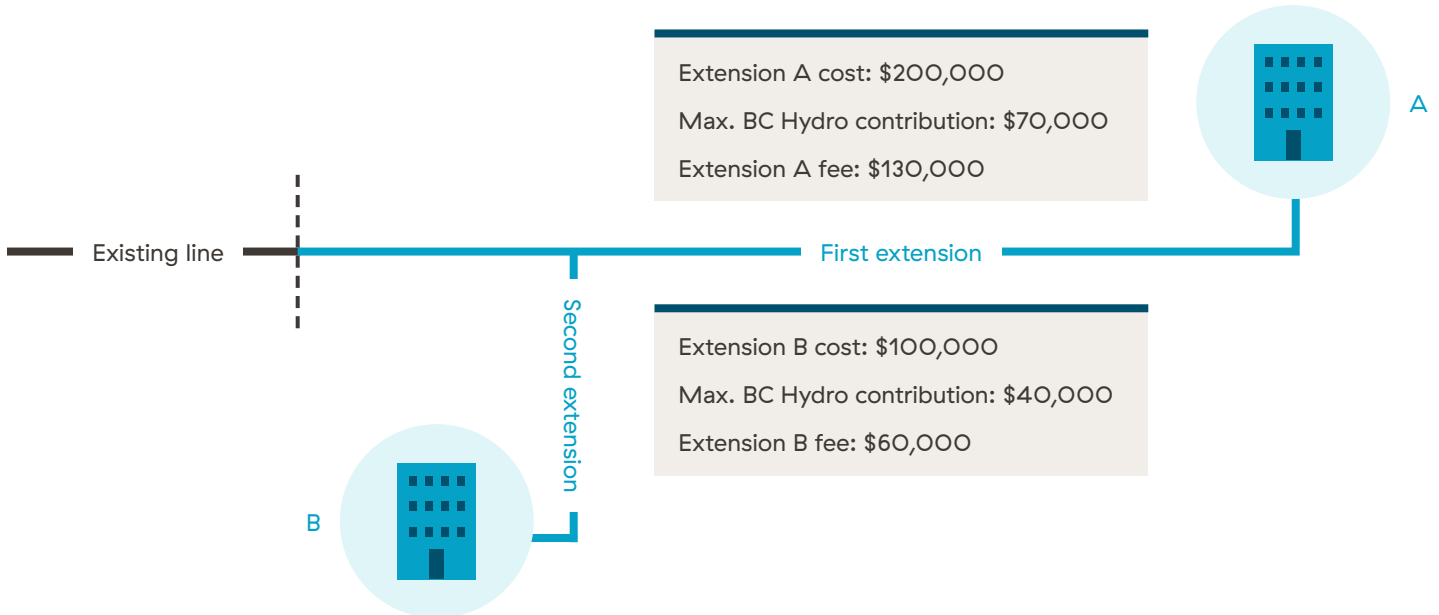 Extension A cost: $200,000
Max. BC Hydro contribution: $70,000
Extension A fee: $130,000
A
Existing line
First extension
Second extension
Extension B cost: $100,000
Max. BC Hydro contribution: $40,000
Extension B fee: $60,000
B